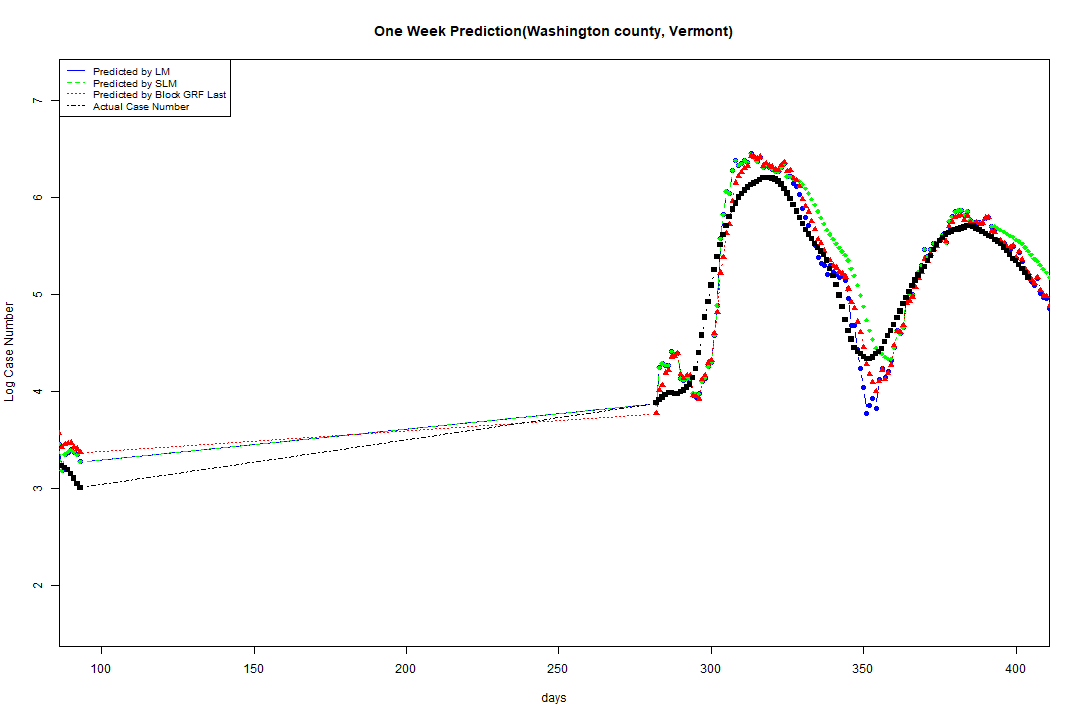 One Week Prediction(Washington county, Vermont)
Predicted by LM
Predicted by SLM
Predicted by Block GRF Last
Actual Case Number
7
6
5
4
3
2
Log Case Number
100 150 200 250 300 350 400
days